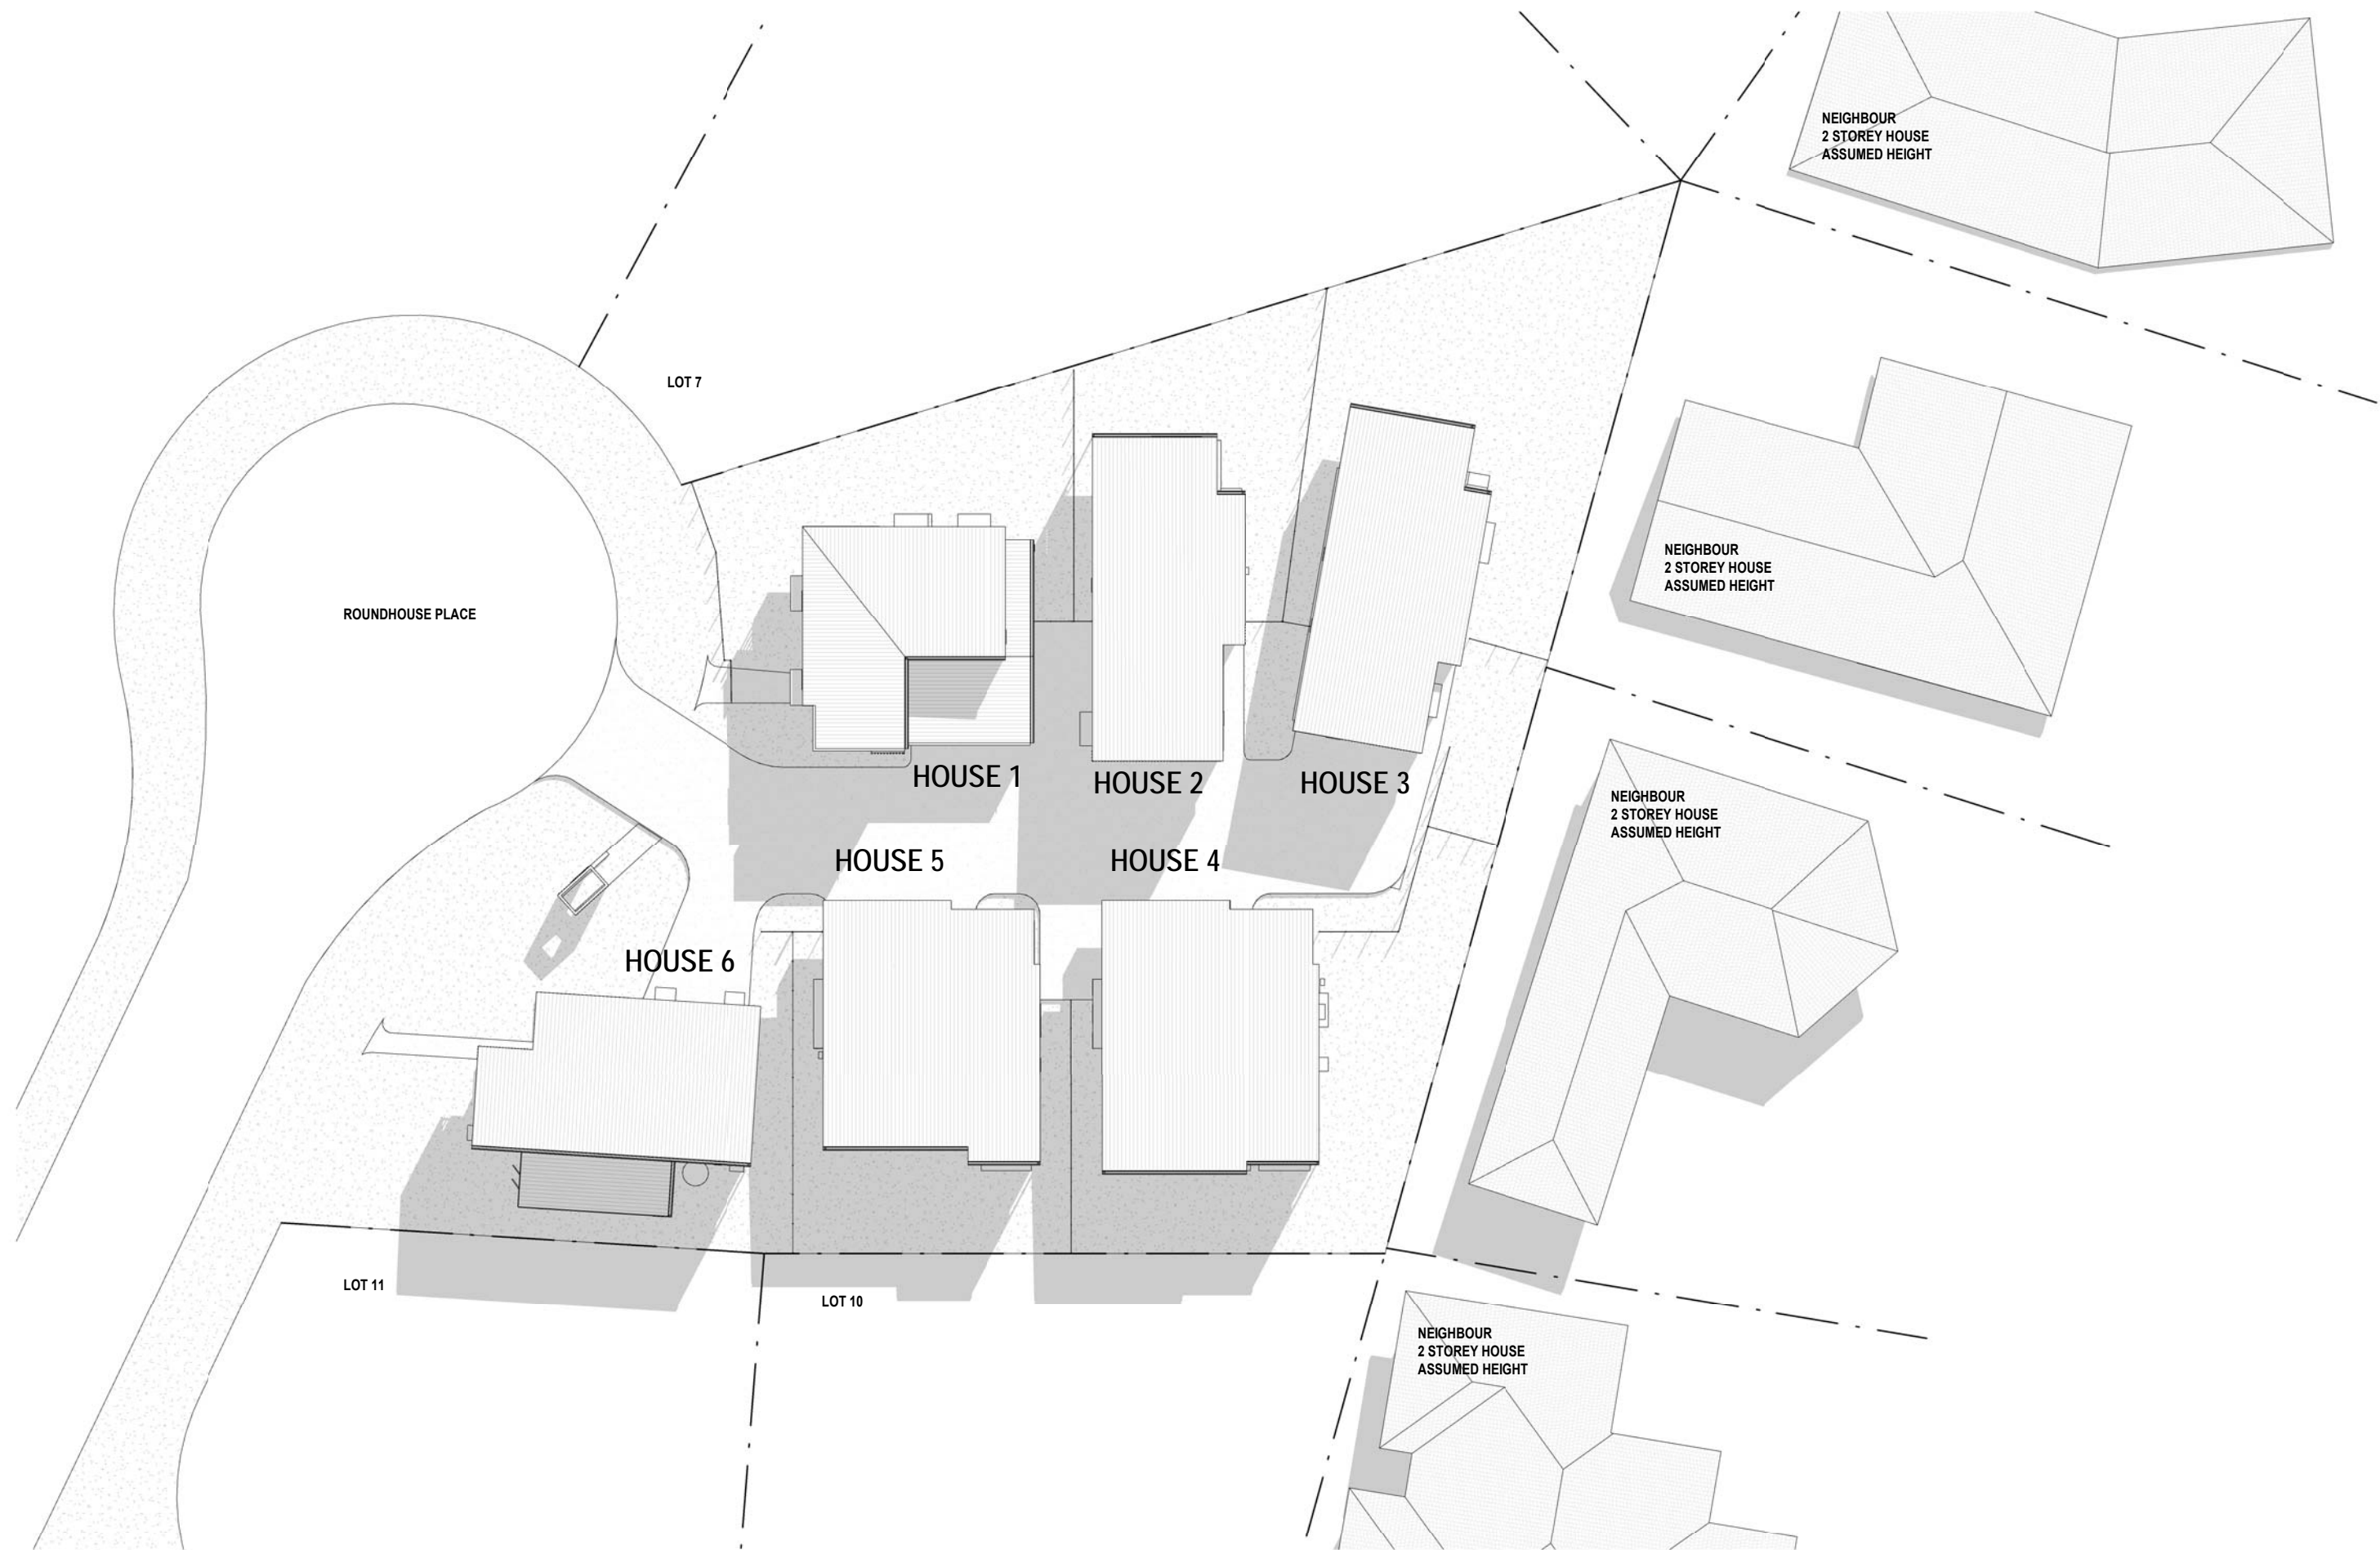 NEIGHBOUR
2 STOREY HOUSE
ASSUMED HEIGHT
LOT 7
NEIGHBOUR
2 STOREY HOUSE
ASSUMED HEIGHT
ROUNDHOUSE PLACE
HOUSE 1
HOUSE 2
HOUSE 3
NEIGHBOUR
2 STOREY HOUSE
ASSUMED HEIGHT
HOUSE 5
HOUSE 4
HOUSE 6
LOT 11
LOT 10
NEIGHBOUR
2 STOREY HOUSE
ASSUMED HEIGHT